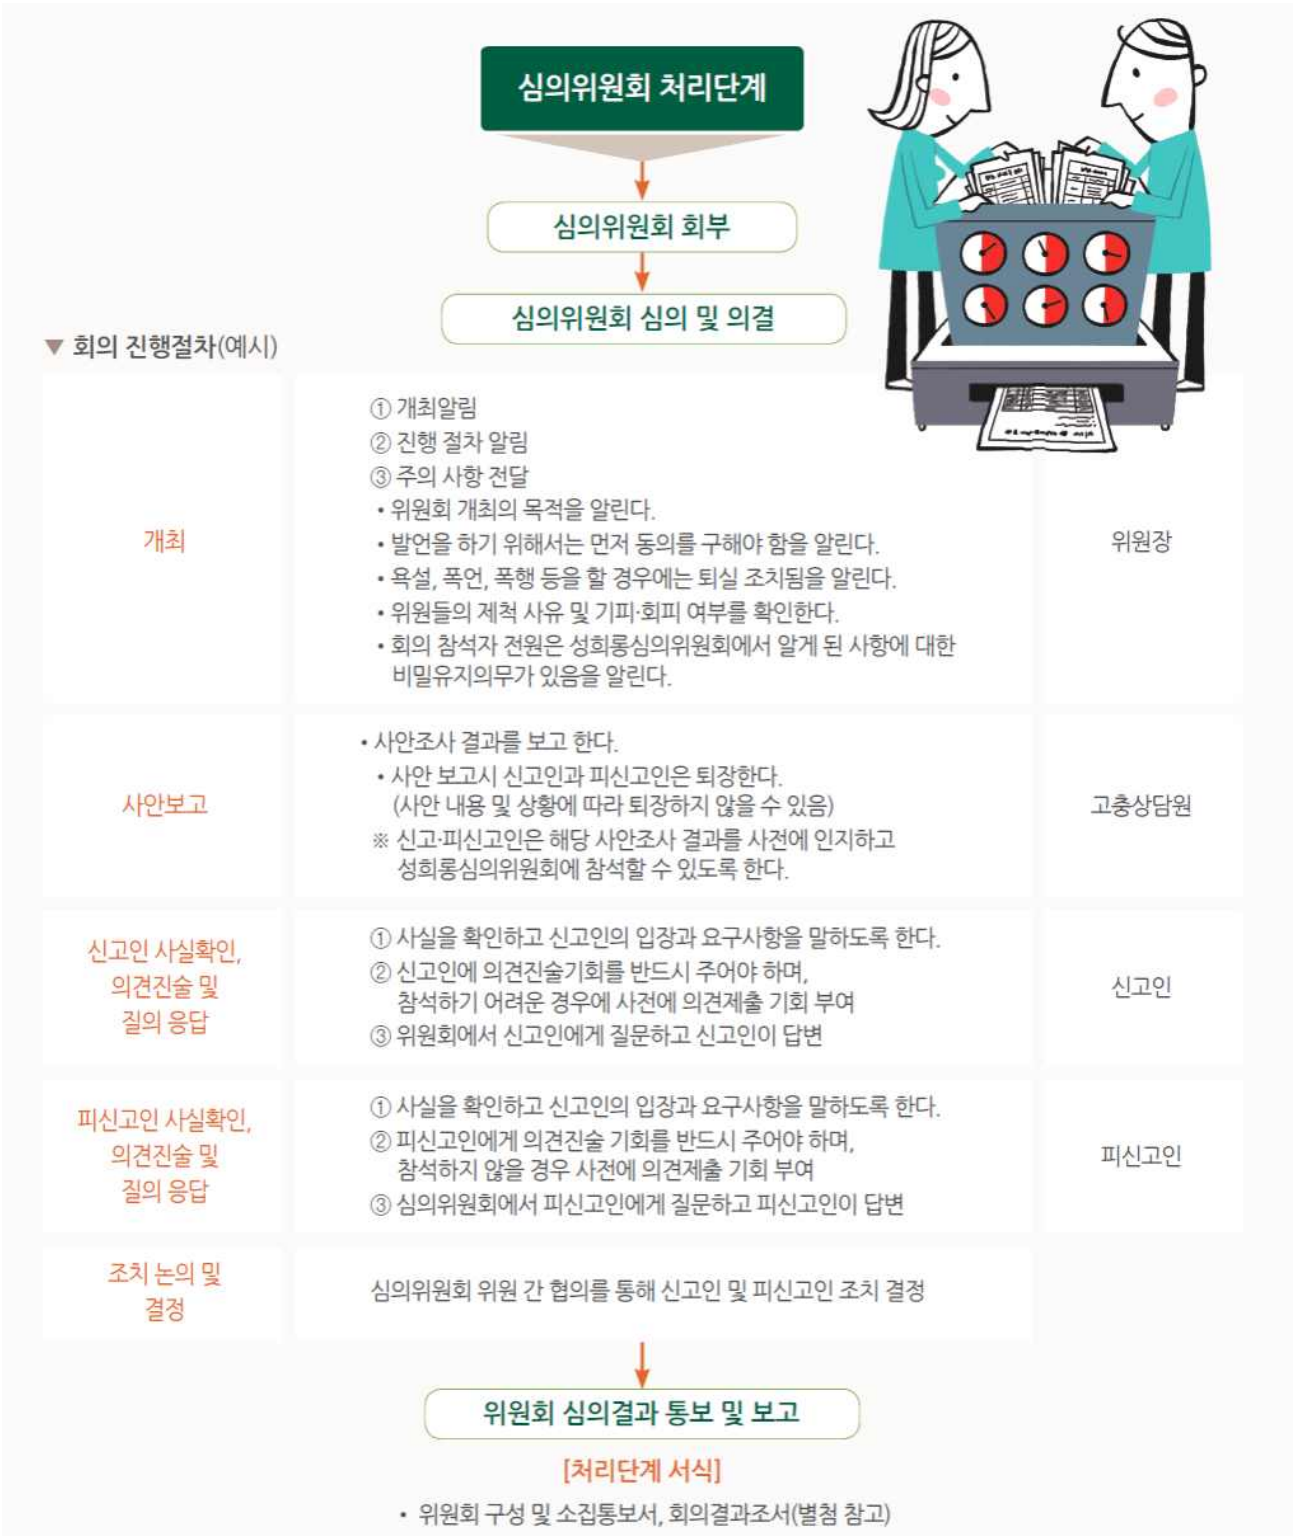 심의위원회 처리단계
심의위원회 회부
심의위원회 심의 및 의결
▼ 회의 진행절차(예시)
개최
① 개최알림
② 진행 절차 알림
③ 주의 사항 전달
• 위원회 개최의 목적을 알린다.
• 발언을 하기 위해서는 먼저 동의를 구해야 함을 알린다.
• 욕설, 폭언, 폭행 등을 할 경우에는 퇴실 조치됨을 알린다.
• 위원들의 제척 사유 및 기피·회피 여부를 확인한다.
• 회의 참석자 전원은 성희롱심의위원회에서 알게 된 사항에 대한
비밀유지의무가 있음을 알린다.
위원장
사안보고
• 사안조사 결과를 보고 한다.
• 사안 보고시 신고인과 피신고인은 퇴장한다.
(사안 내용 및 상황에 따라 퇴장하지 않을 수 있음)
※ 신고·피신고인은 해당 사안조사 결과를 사전에 인지하고
성희롱심의위원회에 참석할 수 있도록 한다.
고충상담원
신고인 사실확인,
의견진술 및
질의 응답
① 사실을 확인하고 신고인의 입장과 요구사항을 말하도록 한다.
② 신고인에 의견진술기회를 반드시 주어야 하며,
참석하기 어려운 경우에 사전에 의견제출 기회 부여
③ 위원회에서 신고인에게 질문하고 신고인이 답변
신고인
피신고인 사실확인,
의견진술 및
질의 응답
① 사실을 확인하고 신고인의 입장과 요구사항을 말하도록 한다.
② 피신고인에게 의견진술 기회를 반드시 주어야 하며,
참석하지 않을 경우 사전에 의견제출 기회 부여
③ 심의위원회에서 피신고인에게 질문하고 피신고인이 답변
피신고인
조치 논의 및
결정
심의위원회 위원 간 협의를 통해 신고인 및 피신고인 조치 결정
위원회 심의결과 통보 및 보고
[처리단계 서식]
• 위원회 구성 및 소집통보서, 회의결과조서(별첨 참고)